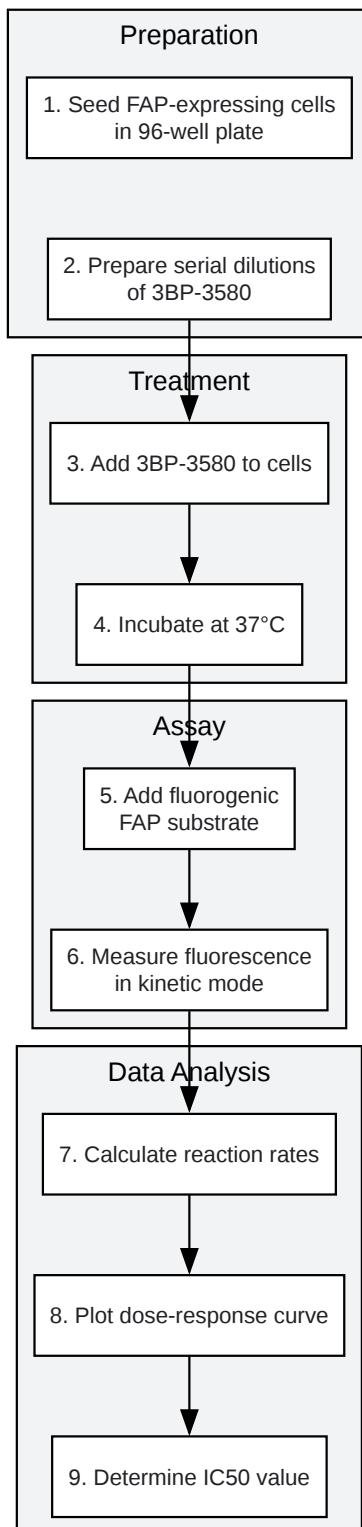 Preparation
1. Seed FAP-expressing cells
in 96-well plate
2. Prepare serial dilutions
of 3BP-3580
Treatment
3. Add 3BP-3580 to cells
4. Incubate at 37°C
Assay
5. Add fluorogenic
FAP substrate
6. Measure fluorescence
in kinetic mode
Data Analysis
7. Calculate reaction rates
8. Plot dose-response curve
9. Determine IC50 value